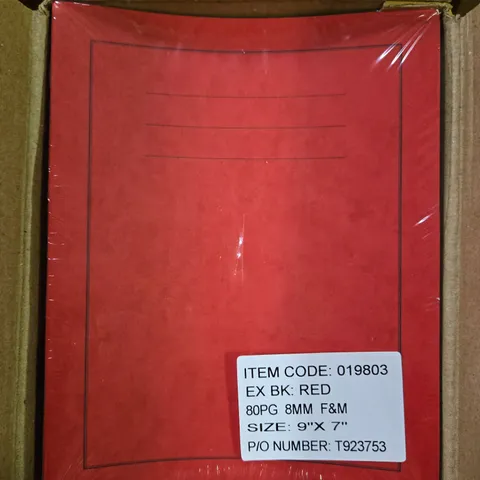 ITEM CODE: 019803
EX BK: RED
80PG 8MM F&M
SIZE: 9"X 7"
P/O NUMBER: T923753